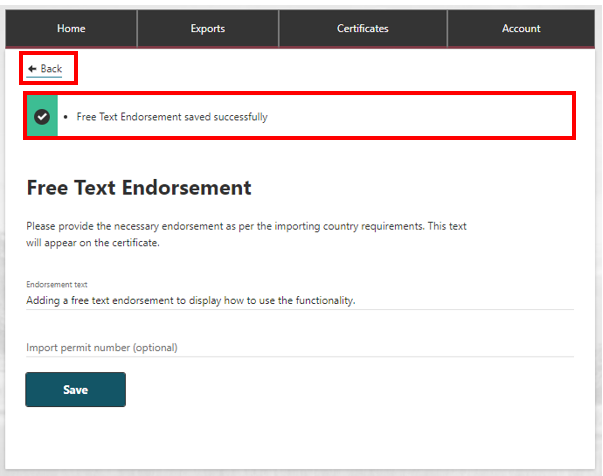 Home Exports Certificates Account
Back
Free Text Endorsement saved successfully
Free Text Endorsement
Please provide the necessary endorsement as per the importing country requirements. This text
will appear on the certificate.
Endorsement text
Adding a free text endorsement to display how to use the functionality.
Import permit number (optional)
Save